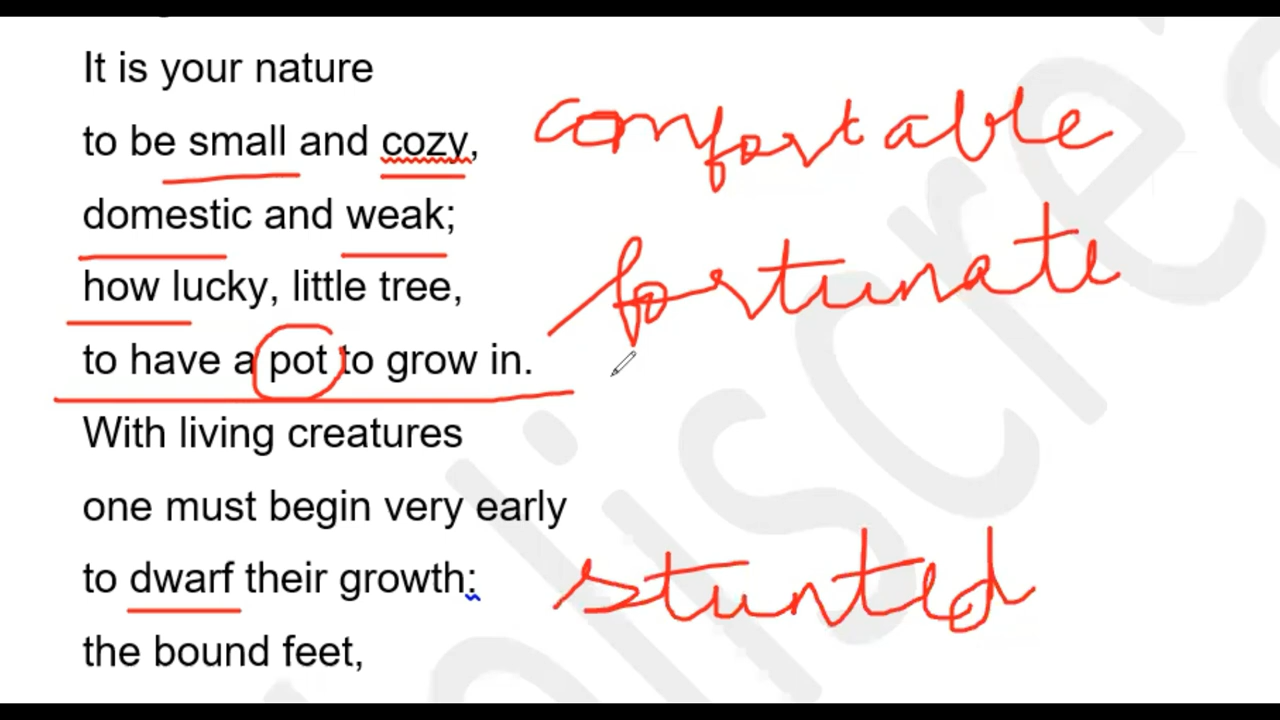 It is your nature
to be small and cozy, comfortable
domestic and weak;
how lucky, little tree, fortunate
to have a pot to grow in.
With living creatures
one must begin very early
to dwarf their growth: stunted
the bound feet,